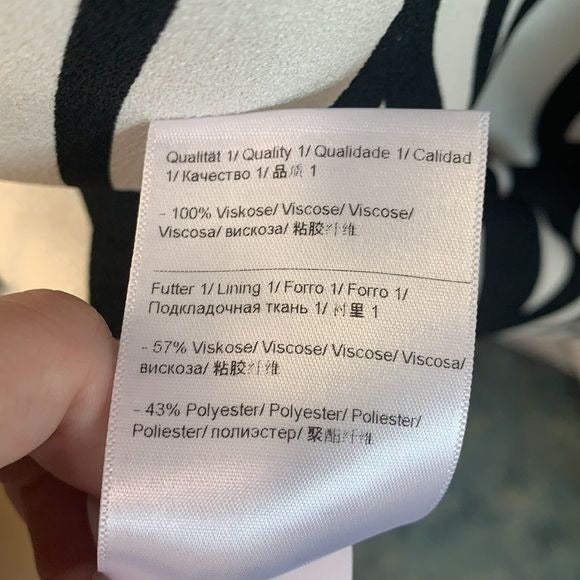 Qualität 1/ Quality 1/ Qualidade 1/ Calidad
1/ Качество 1/ 品质 1
- 100% Viskose/ Viscose/ Viscose/
Viscosa/ вискоза/ 粘胶纤维
Futter 1/ Lining 1/ Forro 1/ Forro 1/
Подкладочная ткань 1/ 衬里 1
- 57% Viskose/ Viscose/ Viscose/ Viscosa/
вискоза/ 粘胶纤维
- 43% Polyester/ Polyester/ Poliester/
Poliester/ полиэстер/ 聚酯纤维